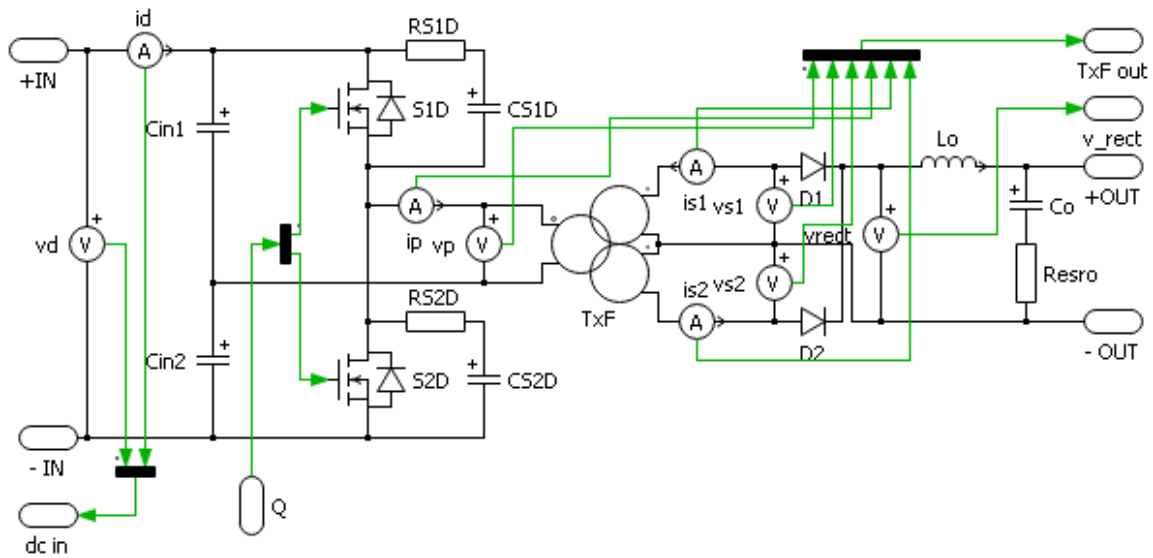 id
RS1D
+IN
A
TxF out
S1D
CS1D
v_rect
Cin1
Lo
A
D1
+OUT
is1
vs1
V
A
ip
vp
V
vrect
V
Co
vd
V
vs2
V
Resro
is2
RS2D
TxF
A
D2
- OUT
Cin2
S2D
CS2D
- IN
Q
dc in